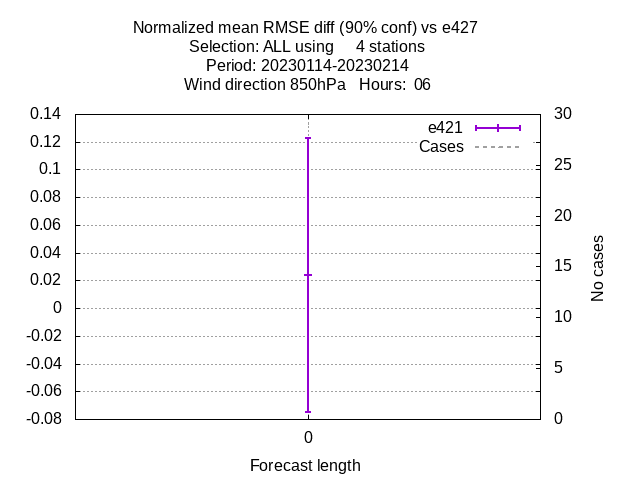 Normalized mean RMSE diff (90% conf) vs e427
Selection: ALL using     4 stations
Period: 20230114-20230214
Wind direction 850hPa   Hours:  06
0.14
0.12
0.1
0.08
0.06
0.04
0.02
0
-0.02
-0.04
-0.06
-0.08
e421
Cases
30
25
20
15
10
5
0
No cases
0
Forecast length